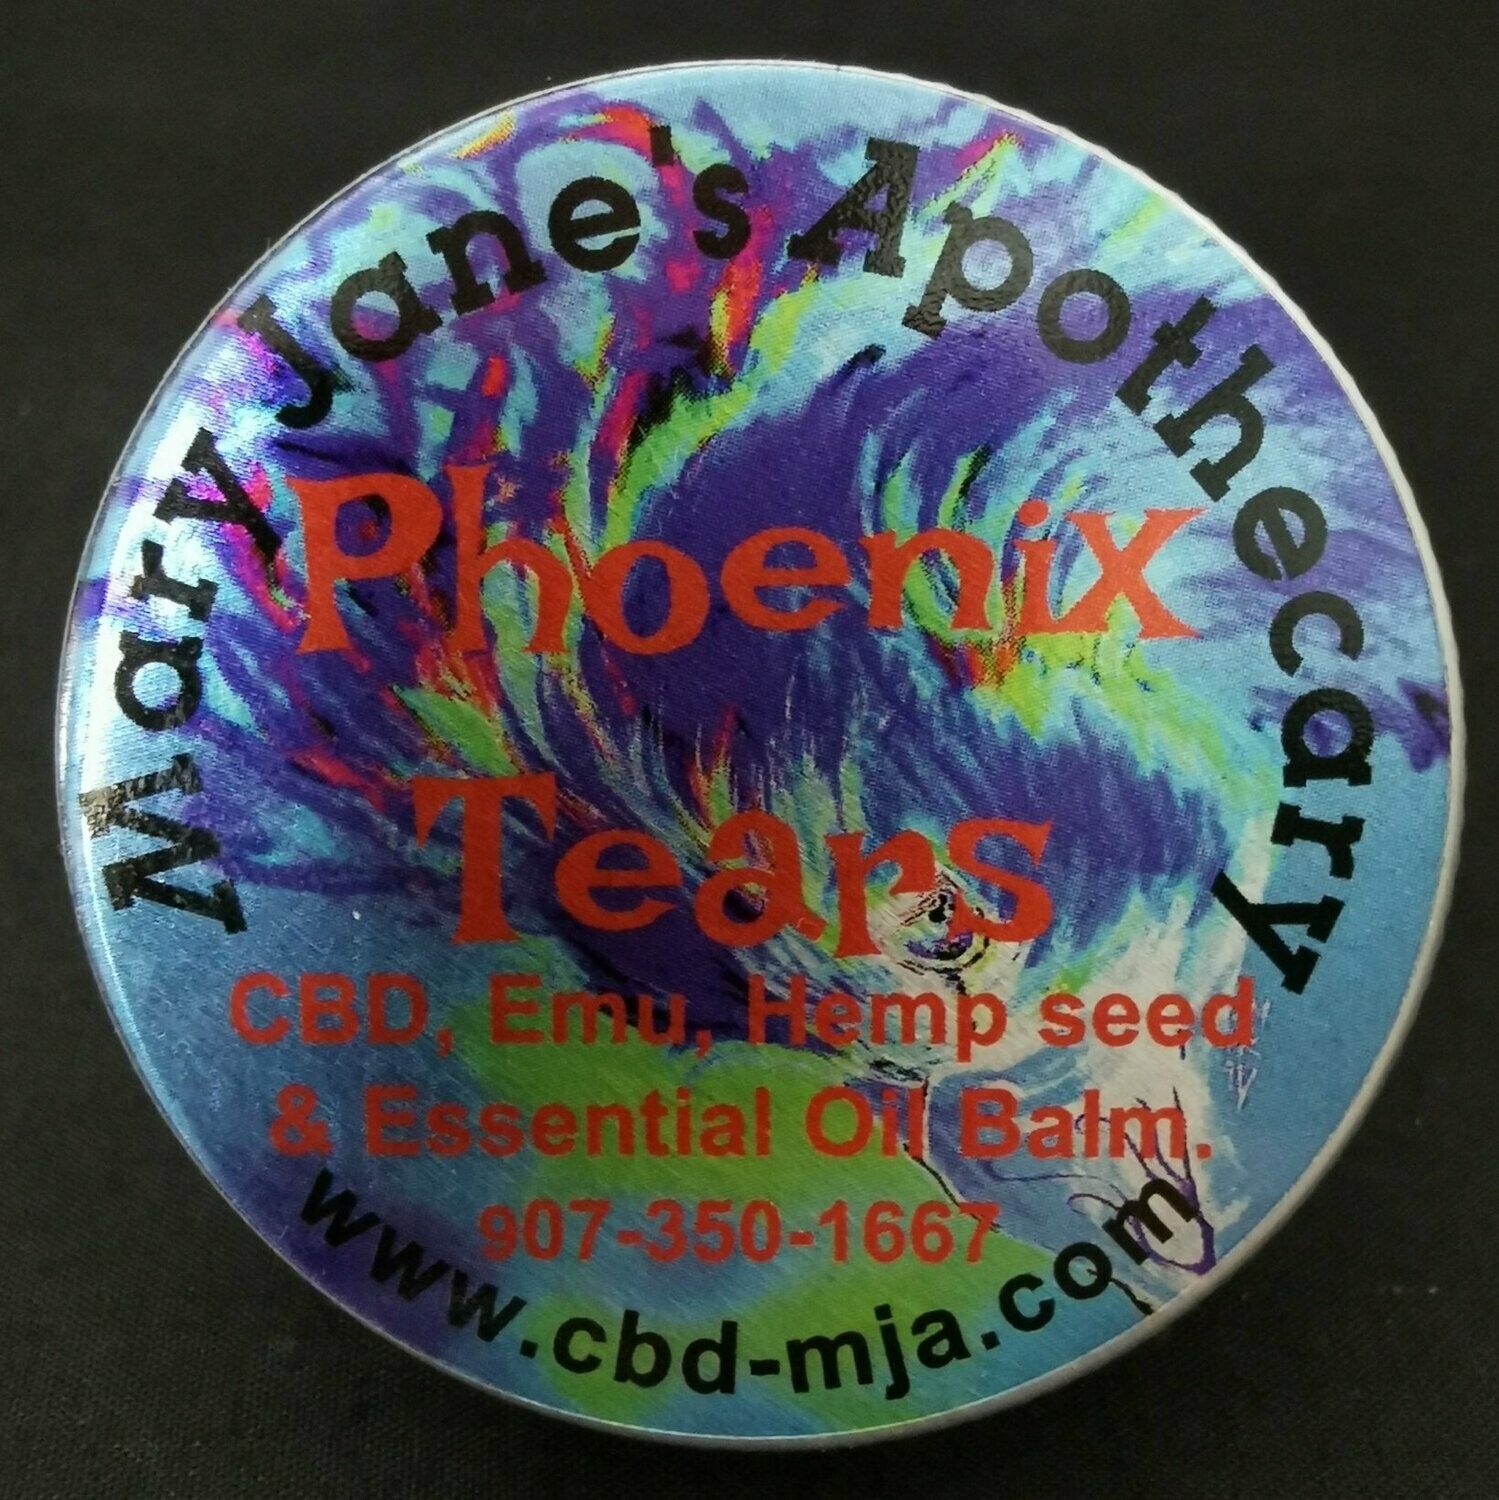 Mary Jane's Apothecary
Phoenix
Tears
CBD, Emu, Hemp seed
& Essential Oil Balm.
907-350-1667
www.cbd-mja.com